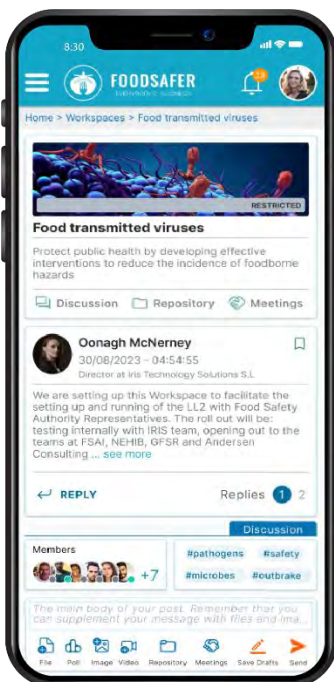 8:30
FOODSAFER
Home > Workspaces > Food transmitted viruses
RESTRICTED
Food transmitted viruses
Protect public health by developing effective
interventions to reduce the incidence of foodborne
hazards
Discussion Repository Meetings
Oonagh McNerney
30/08/2023 - 04:54:55
Director at Iris Technology Solutions S.L
We are setting up this Workspace to facilitate the
setting up and running of the LL2 with Food Safety
Authority Representatives. The roll out will be:
testing internally with IRIS team, opening out to the
teams at FSAI, NEHIB, GFSR and Andersen
Consulting ... see more
REPLY Replies 1 2
Discussion
Members
+7
#pathogens #safety
#microbes #outbrake
The main body of your post. Remember that you
can supplement your message with files and ima...
File Poll Image Video Repository Meetings Save Drafts Send